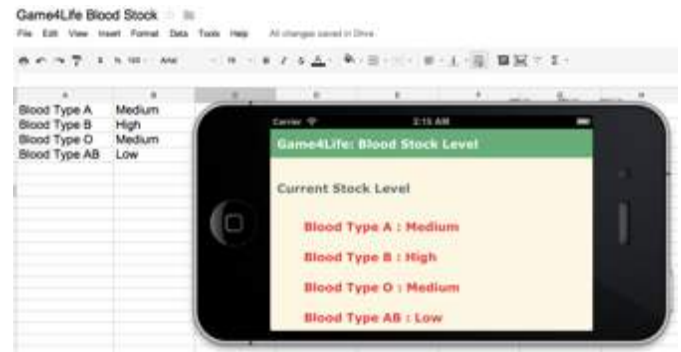 Game4Life Blood Stock
File Edit View Insert Format Data Tools Help All changes saved in Drive
Blood Type A Medium
Blood Type B High
Blood Type O Medium
Blood Type AB Low
Carrier 2:15 AM
Game4Life: Blood Stock Level
Current Stock Level
Blood Type A : Medium
Blood Type B : High
Blood Type O : Medium
Blood Type AB : Low